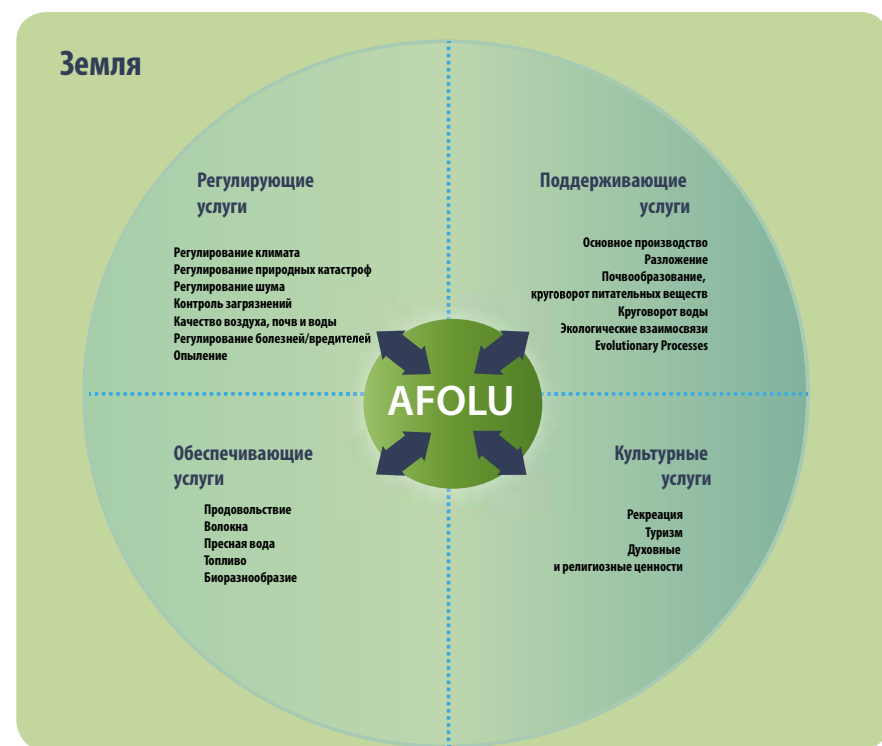 Земля
Регулирующие
услуги
Регулирование климата
Регулирование природных катастроф
Регулирование шума
Контроль загрязнений
Качество воздуха, почв и воды
Регулирование болезней/вредителей
Опыление
Поддерживающие
услуги
Основное производство
Разложение
Почвообразование,
круговорот питательных веществ
Круговорот воды
Экологические взаимосвязи
Evolutionary Processes
AFOLU
Обеспечивающие
услуги
Продовольствие
Волокна
Пресная вода
Топливо
Биоразнообразие
Культурные
услуги
Рекреация
Туризм
Духовные
и религиозные ценности